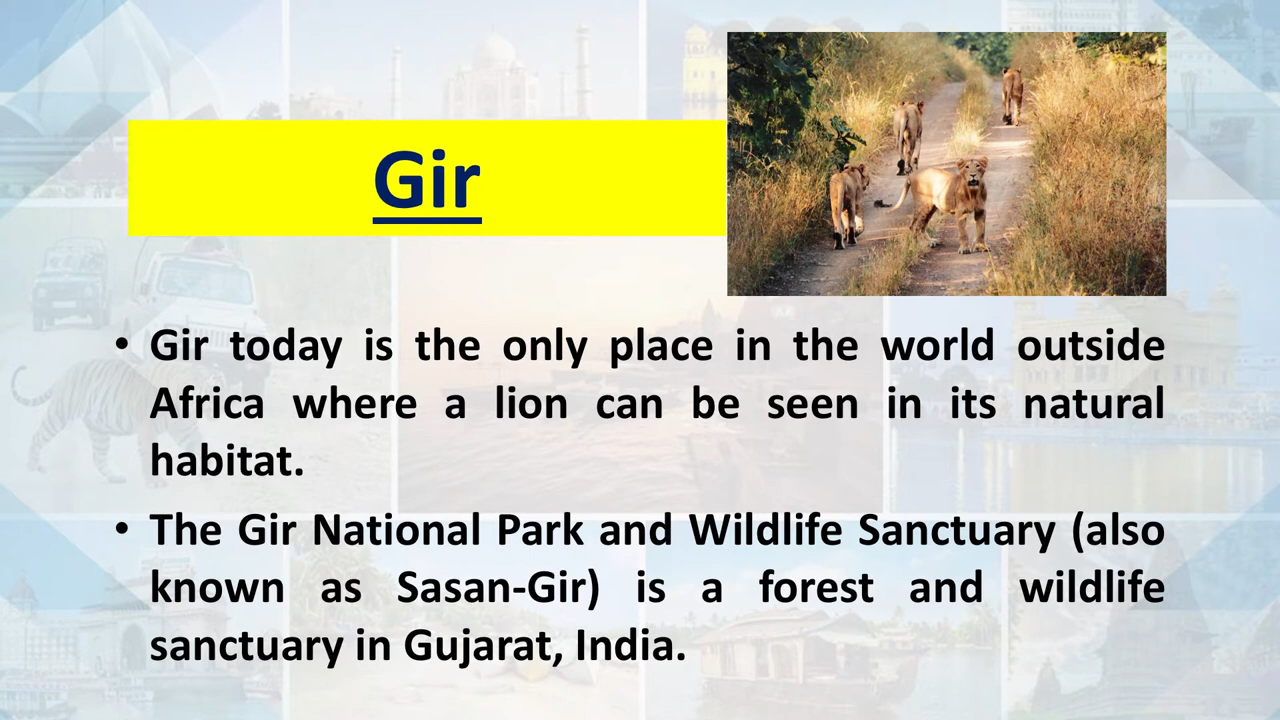 Gir
• Gir today is the only place in the world outside
Africa where a lion can be seen in its natural
habitat.
• The Gir National Park and Wildlife Sanctuary (also
known as Sasan-Gir) is a forest and wildlife
sanctuary in Gujarat, India.